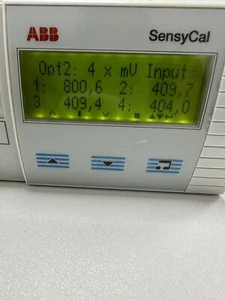 ABB SensyCal
Opt2: 4 x mV Input
1: 800,6 2: 409,7
3: 409,4 4: 404,0